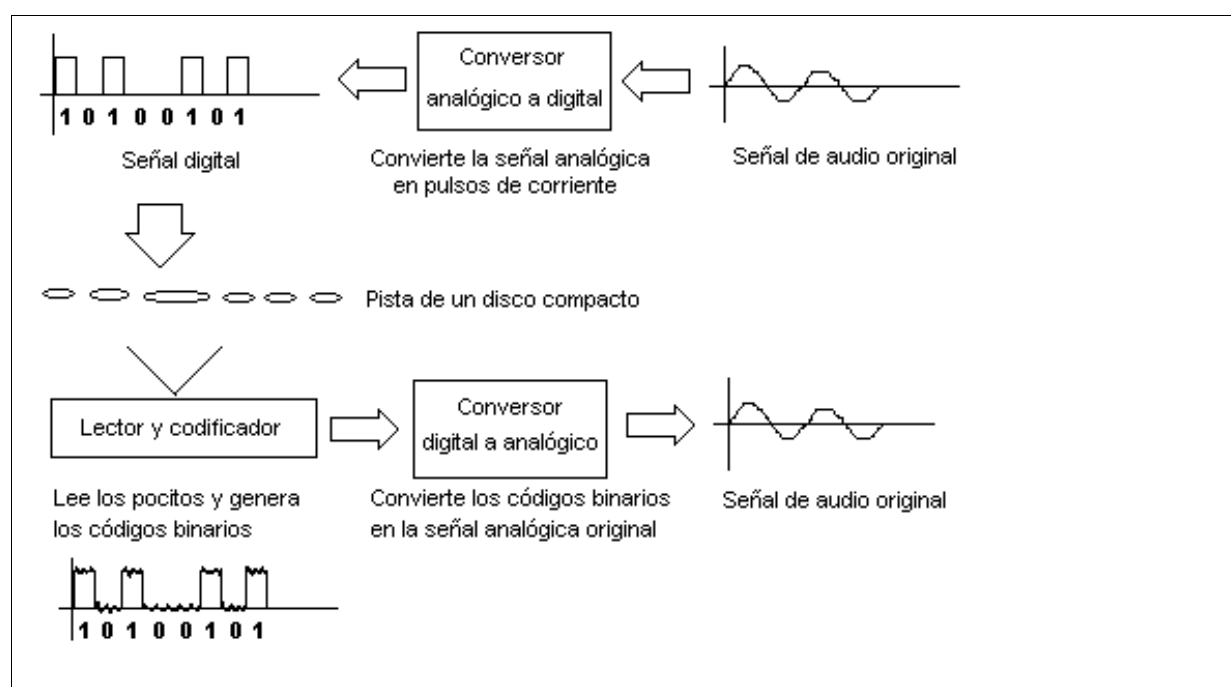 Conversor
analógico a digital
1 0 1 0 0 1 0 1
Señal digital
Convierte la señal analógica
en pulsos de corriente
Señal de audio original
Pista de un disco compacto
Lector y codificador
Conversor
digital a analógico
Lee los pocitos y genera
los códigos binarios
Convierte los códigos binarios
en la señal analógica original
Señal de audio original
1 0 1 0 0 1 0 1